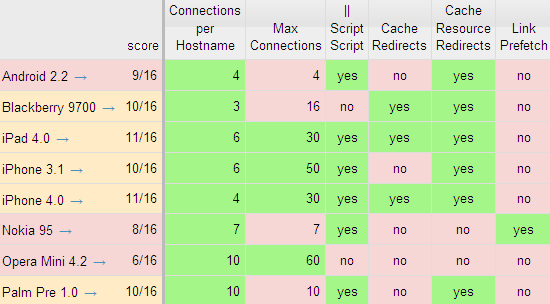 score Connections per Hostname Max Connections || Script Script Cache Redirects Cache Resource Redirects Link Prefetch
Android 2.2 → 9/16 4 4 yes no yes no
Blackberry 9700 → 10/16 3 16 no yes yes no
iPad 4.0 → 11/16 6 30 yes yes yes no
iPhone 3.1 → 10/16 6 50 yes no yes no
iPhone 4.0 → 11/16 4 30 yes yes yes no
Nokia 95 → 8/16 7 7 yes no no yes
Opera Mini 4.2 → 6/16 10 60 no no no no
Palm Pre 1.0 → 10/16 10 10 yes no yes no